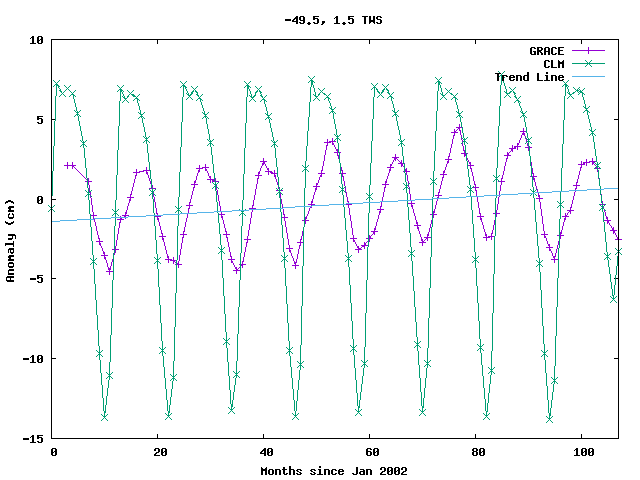 -49.5, 1.5 TWS
10
5
0
-5
-10
-15
Anomaly (cm)
GRACE
CLM
Trend Line
0 20 40 60 80 100
Months since Jan 2002